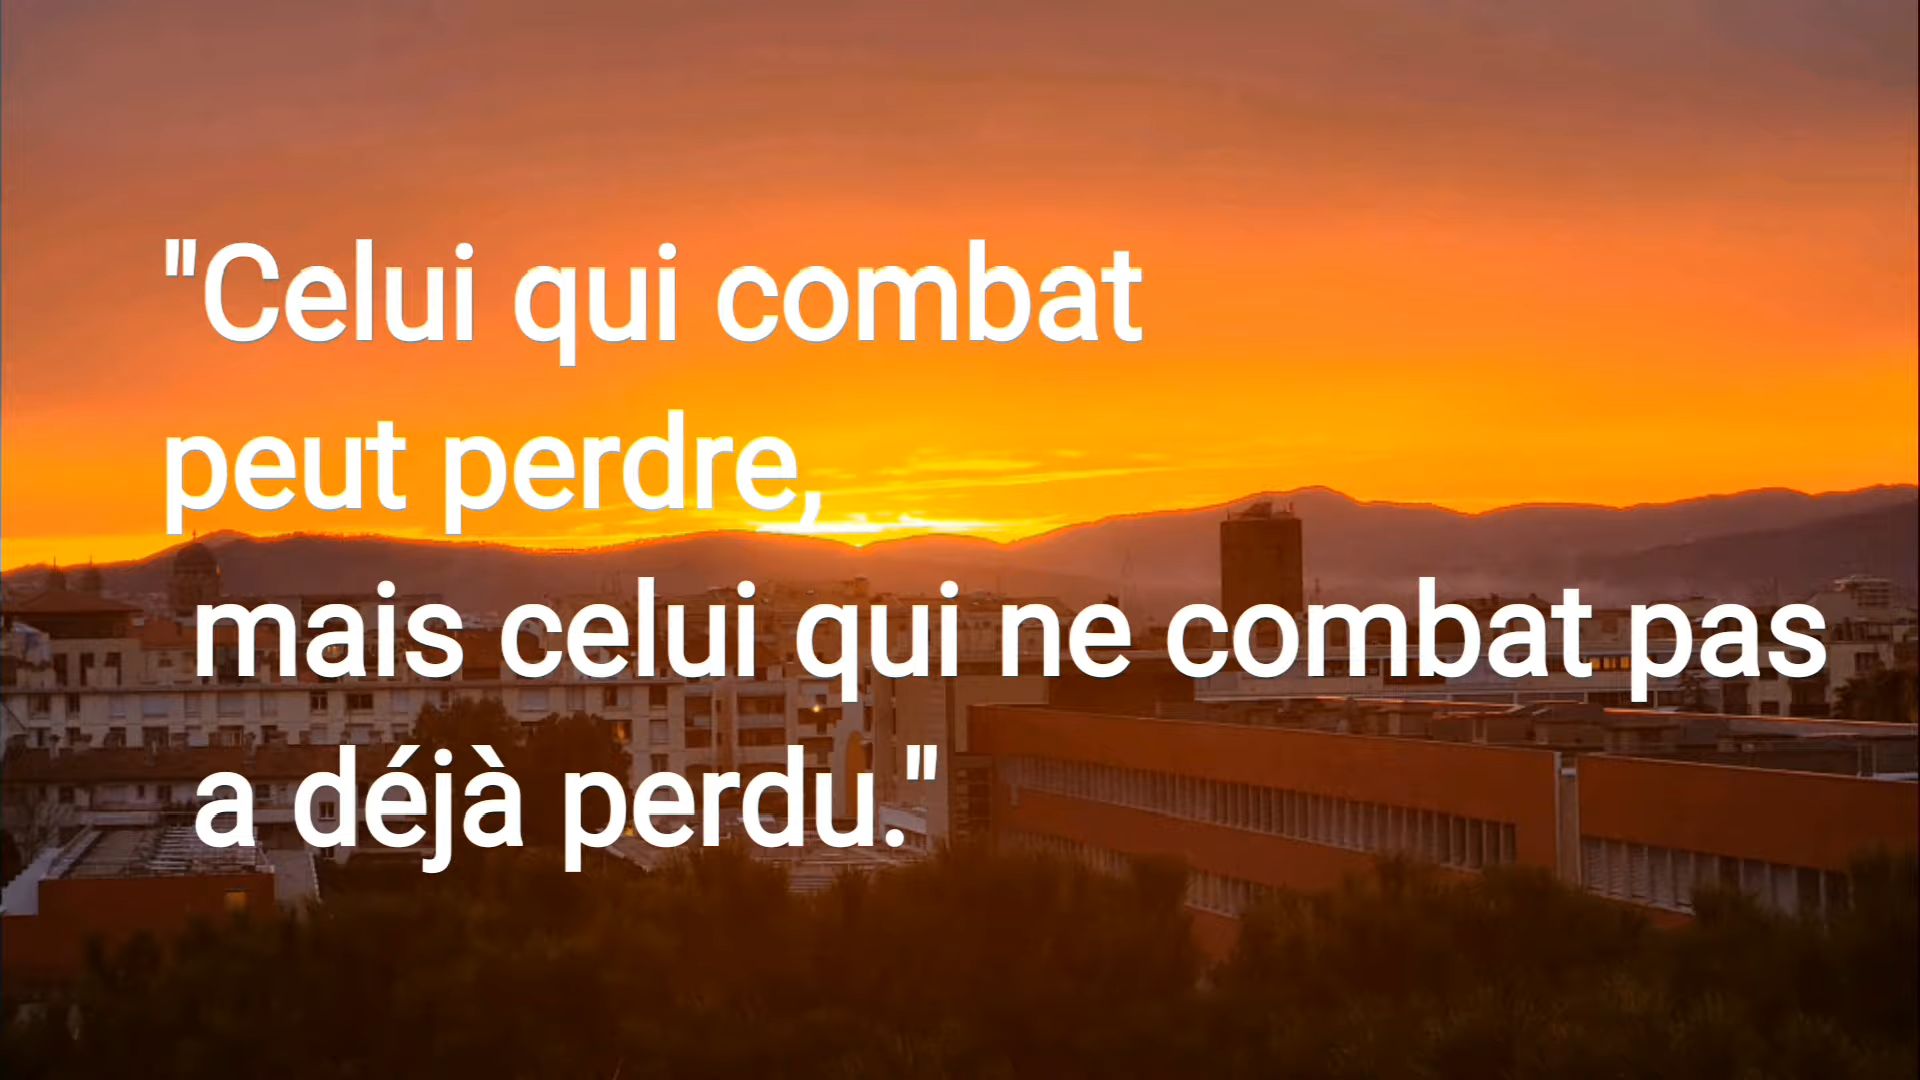 "Celui qui combat
peut perdre,
mais celui qui ne combat pas
a déjà perdu."